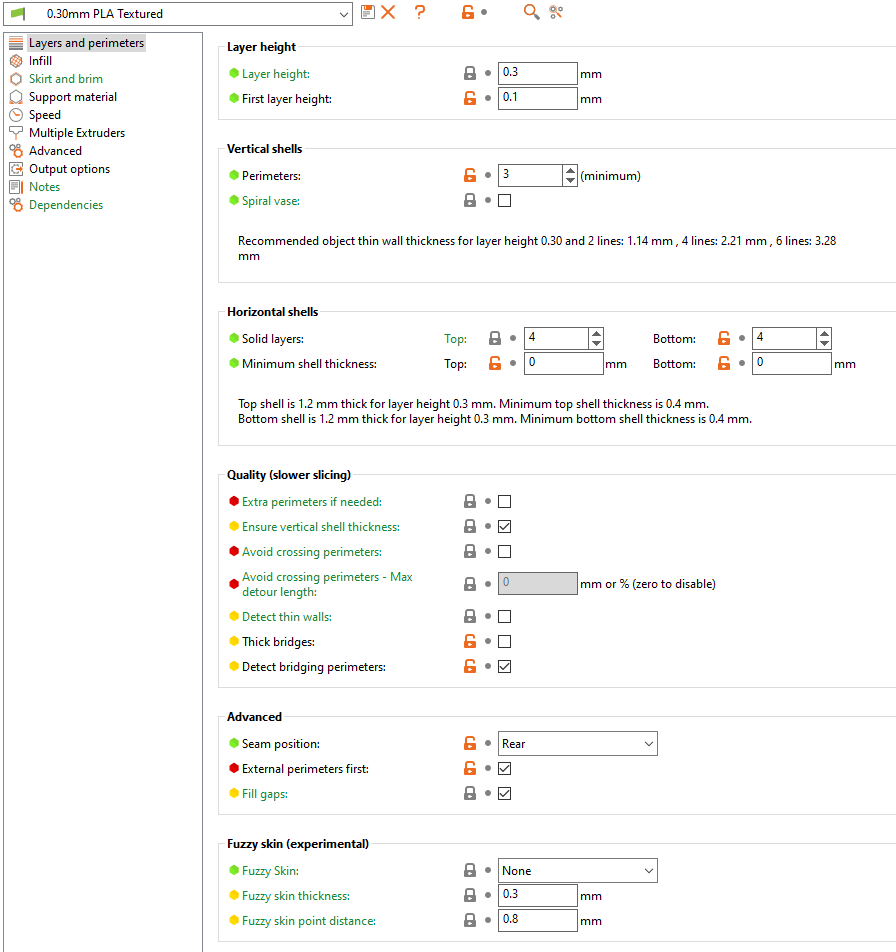 0.30mm PLA Textured
?
Layers and perimeters
Infill
Skirt and brim
Support material
Speed
Multiple Extruders
Advanced
Output options
Notes
Dependencies
Layer height
Layer height: 0.3 mm
First layer height: 0.1 mm
Vertical shells
Perimeters: 3 (minimum)
Spiral vase:
Recommended object thin wall thickness for layer height 0.30 and 2 lines: 1.14 mm , 4 lines: 2.21 mm , 6 lines: 3.28
mm
Horizontal shells
Solid layers: Top: 4 Bottom: 4
Minimum shell thickness: Top: 0 mm Bottom: 0 mm
Top shell is 1.2 mm thick for layer height 0.3 mm. Minimum top shell thickness is 0.4 mm.
Bottom shell is 1.2 mm thick for layer height 0.3 mm. Minimum bottom shell thickness is 0.4 mm.
Quality (slower slicing)
Extra perimeters if needed:
Ensure vertical shell thickness:
Avoid crossing perimeters:
Avoid crossing perimeters - Max
detour length: 0 mm or % (zero to disable)
Detect thin walls:
Thick bridges:
Detect bridging perimeters:
Advanced
Seam position: Rear
External perimeters first:
Fill gaps:
Fuzzy skin (experimental)
Fuzzy Skin: None
Fuzzy skin thickness: 0.3 mm
Fuzzy skin point distance: 0.8 mm